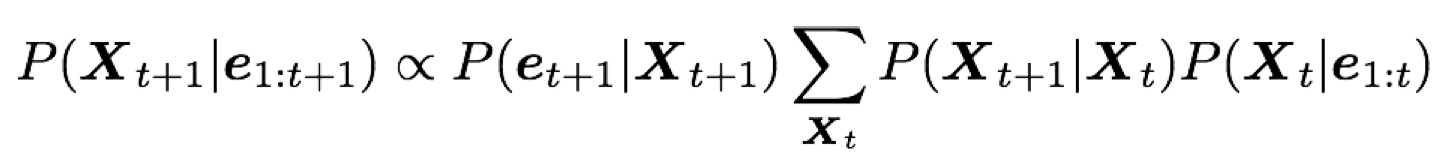 P(X_{t+1}|e_{1:t+1}) ∝ P(e_{t+1}|X_{t+1}) ∑_{X_t} P(X_{t+1}|X_t)P(X_t|e_{1:t})